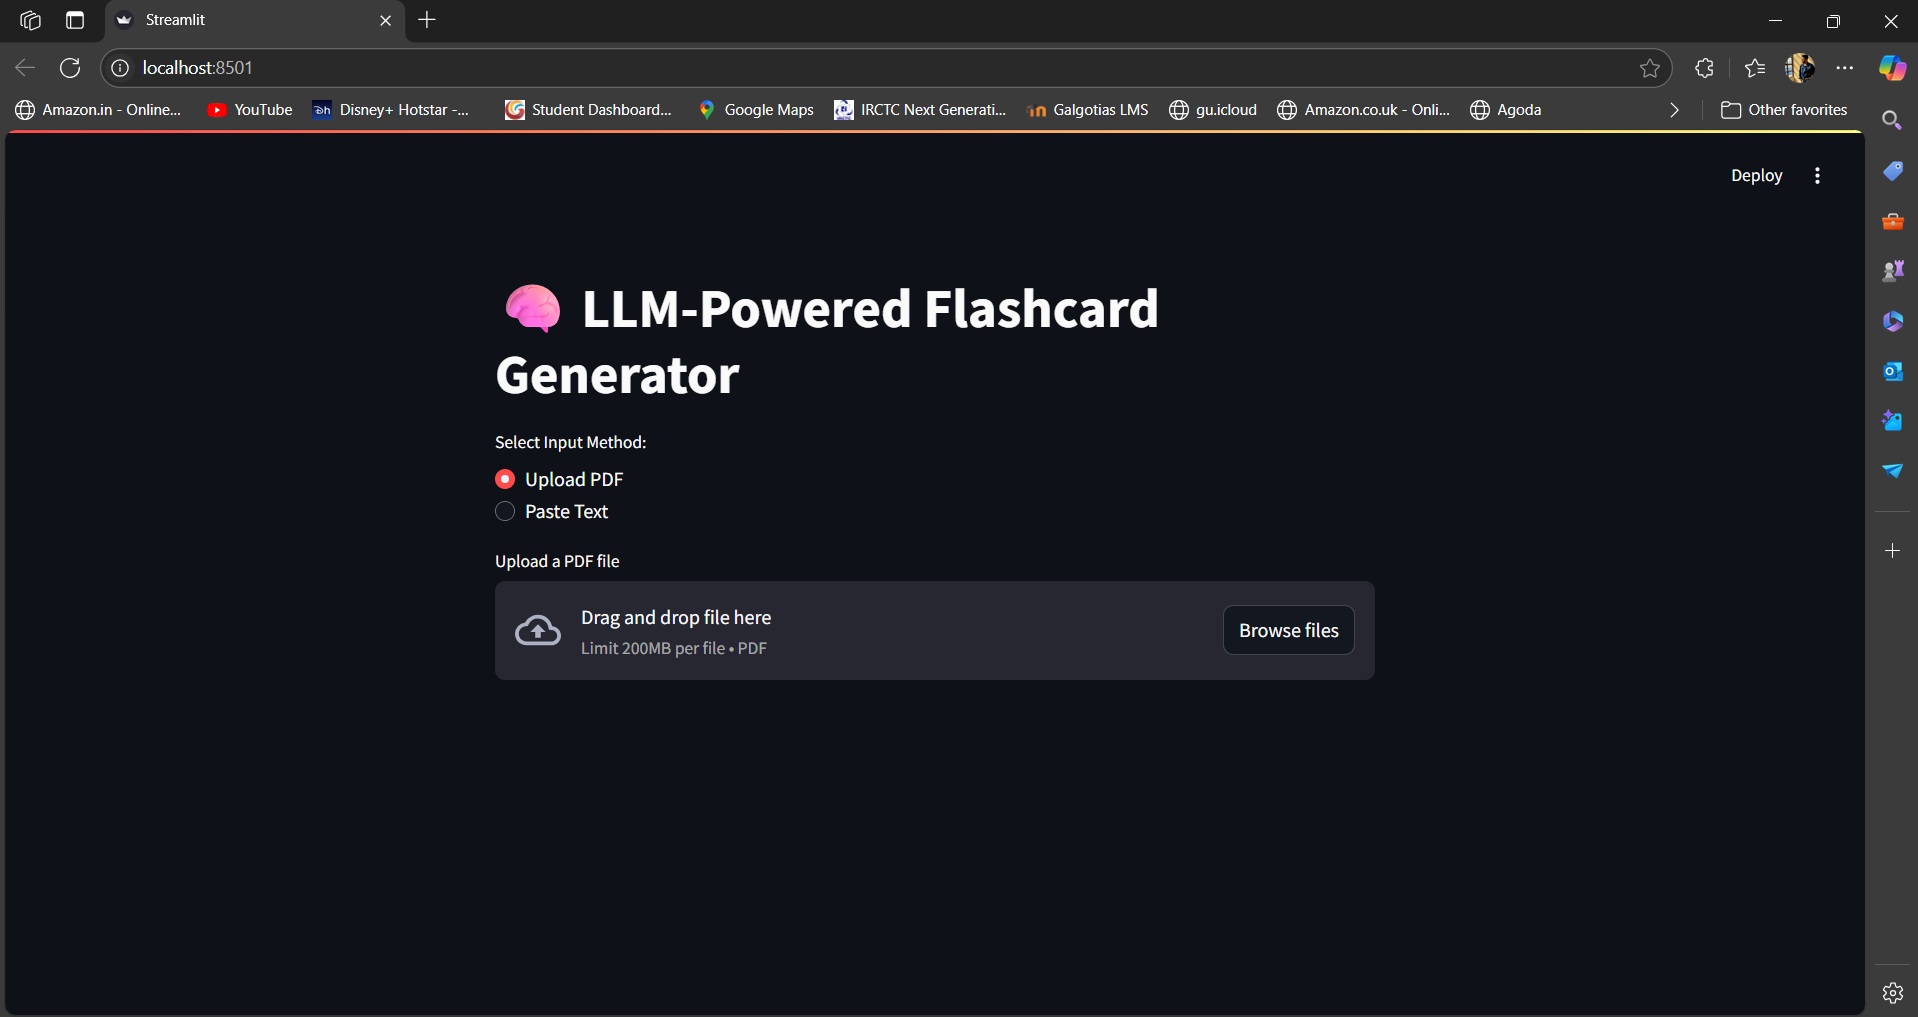 Streamlit
localhost:8501
Amazon.in - Online... YouTube Disney+ Hotstar -... Student Dashboard... Google Maps IRCTC Next Generati... Galgotias LMS gu.icloud Amazon.co.uk - Onli... Agoda Other favorites
Deploy
LLM-Powered Flashcard
Generator
Select Input Method:
Upload PDF
Paste Text
Upload a PDF file
Drag and drop file here
Limit 200MB per file • PDF
Browse files